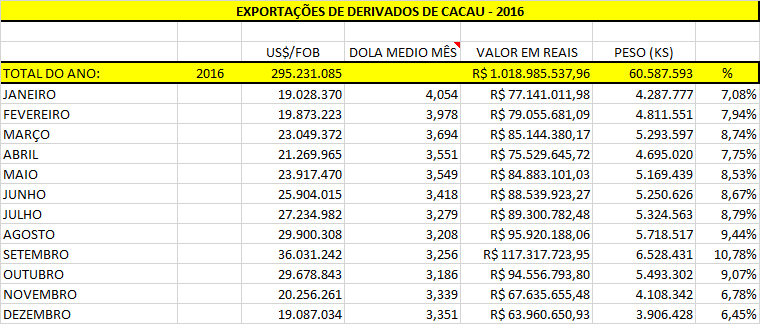 EXPORTAÇÕES DE DERIVADOS DE CACAU - 2016
US$/FOB DOLA MEDIO MÊS VALOR EM REAIS PESO (KS)
TOTAL DO ANO: 2016 295.231.085 R$ 1.018.985.537,96 60.587.593 %
JANEIRO 19.028.370 4,054 R$ 77.141.011,98 4.287.777 7,08%
FEVEREIRO 19.873.223 3,978 R$ 79.055.681,09 4.811.551 7,94%
MARÇO 23.049.372 3,694 R$ 85.144.380,17 5.293.597 8,74%
ABRIL 21.269.965 3,551 R$ 75.529.645,72 4.695.020 7,75%
MAIO 23.917.470 3,549 R$ 84.883.101,03 5.169.439 8,53%
JUNHO 25.904.015 3,418 R$ 88.539.923,27 5.250.626 8,67%
JULHO 27.234.982 3,279 R$ 89.300.782,48 5.324.563 8,79%
AGOSTO 29.900.308 3,208 R$ 95.920.188,06 5.718.517 9,44%
SETEMBRO 36.031.242 3,256 R$ 117.317.723,95 6.528.431 10,78%
OUTUBRO 29.678.843 3,186 R$ 94.556.793,80 5.493.302 9,07%
NOVEMBRO 20.256.261 3,339 R$ 67.635.655,48 4.108.342 6,78%
DEZEMBRO 19.087.034 3,351 R$ 63.960.650,93 3.906.428 6,45%